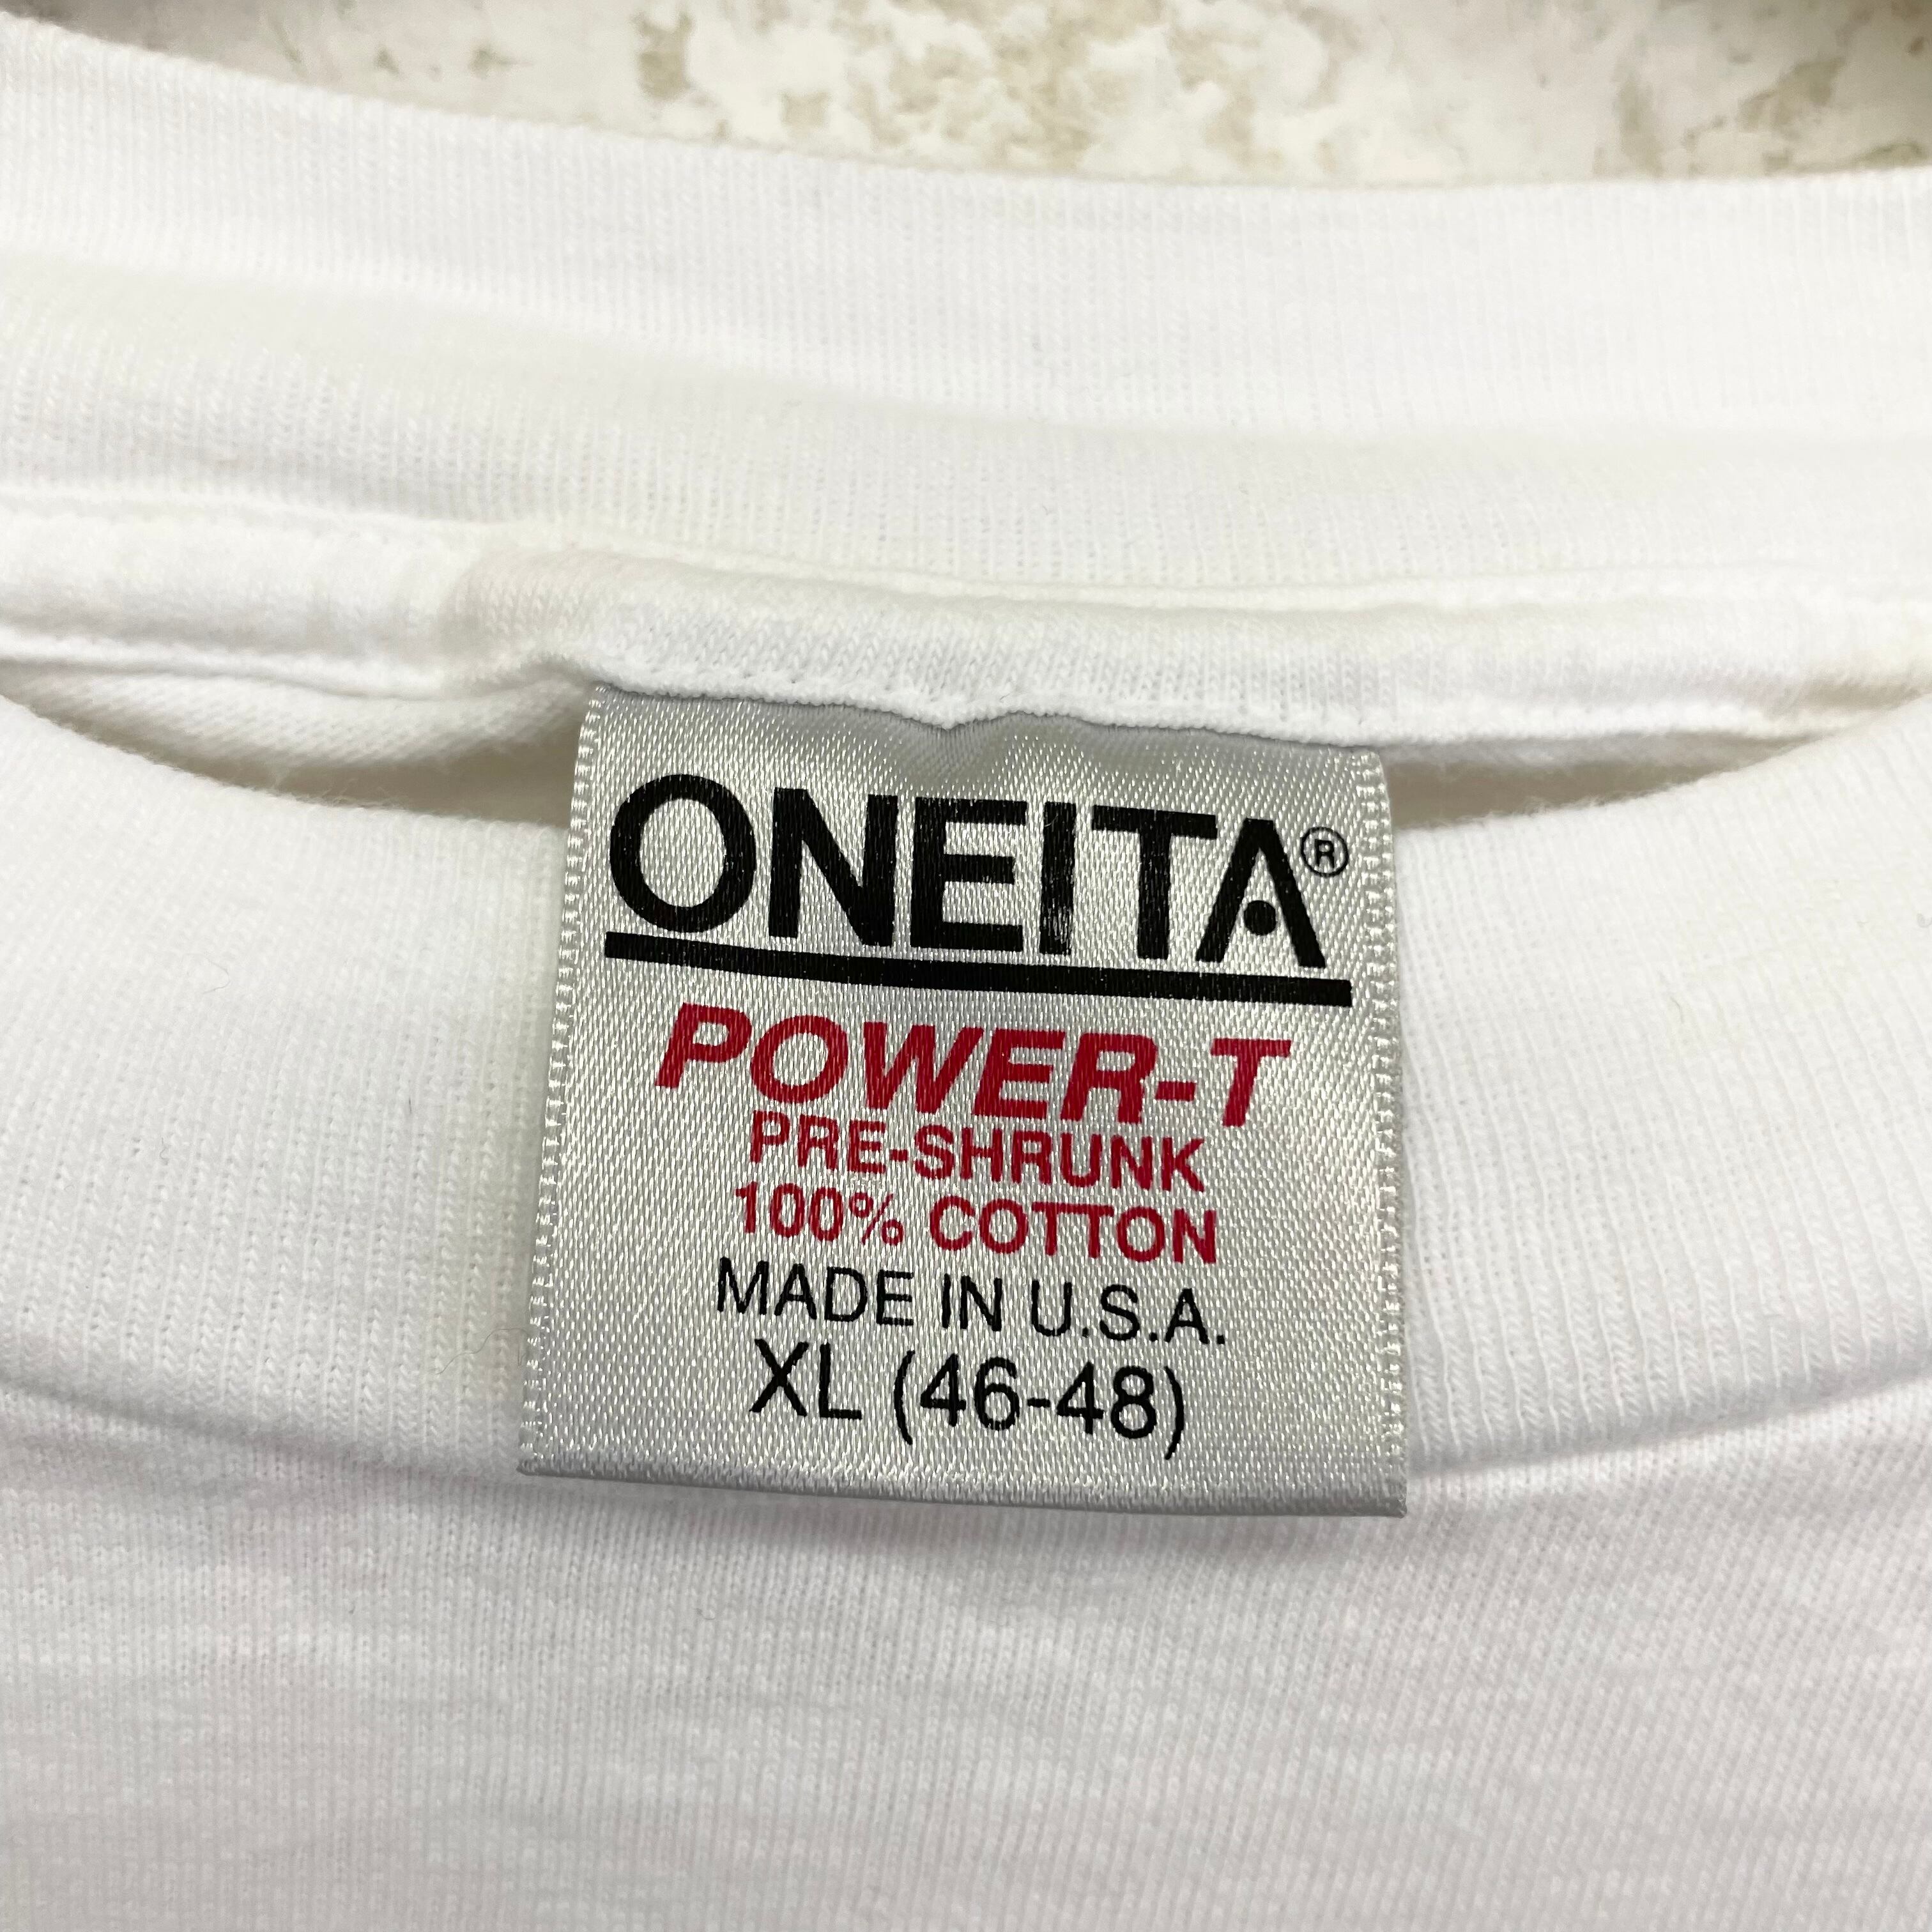 ONEITA®
POWER-T
PRE-SHRUNK
100% COTTON
MADE IN U.S.A.
XL (46-48)